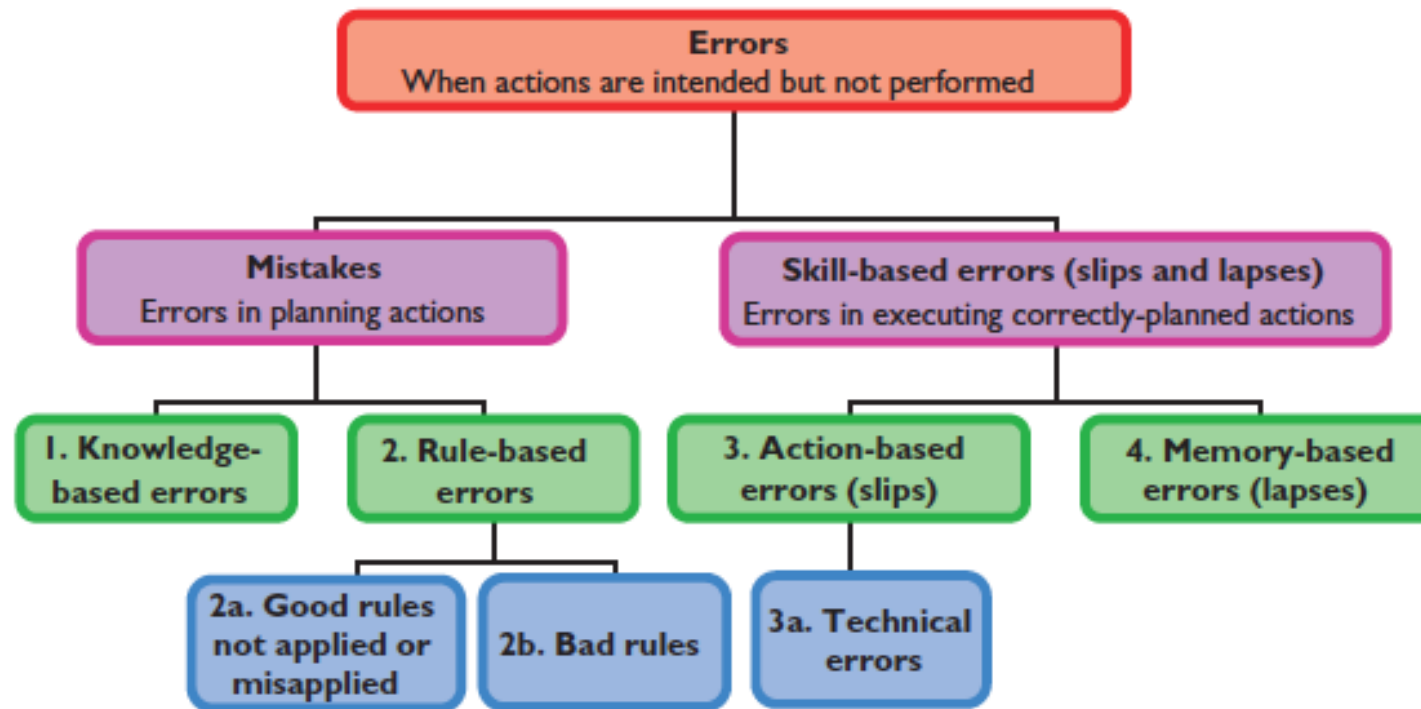 Errors
When actions are intended but not performed
Mistakes
Errors in planning actions
Skill-based errors (slips and lapses)
Errors in executing correctly-planned actions
1. Knowledge-
based errors
2. Rule-based
errors
3. Action-based
errors (slips)
4. Memory-based
errors (lapses)
2a. Good rules
not applied or
misapplied
2b. Bad rules
3a. Technical
errors